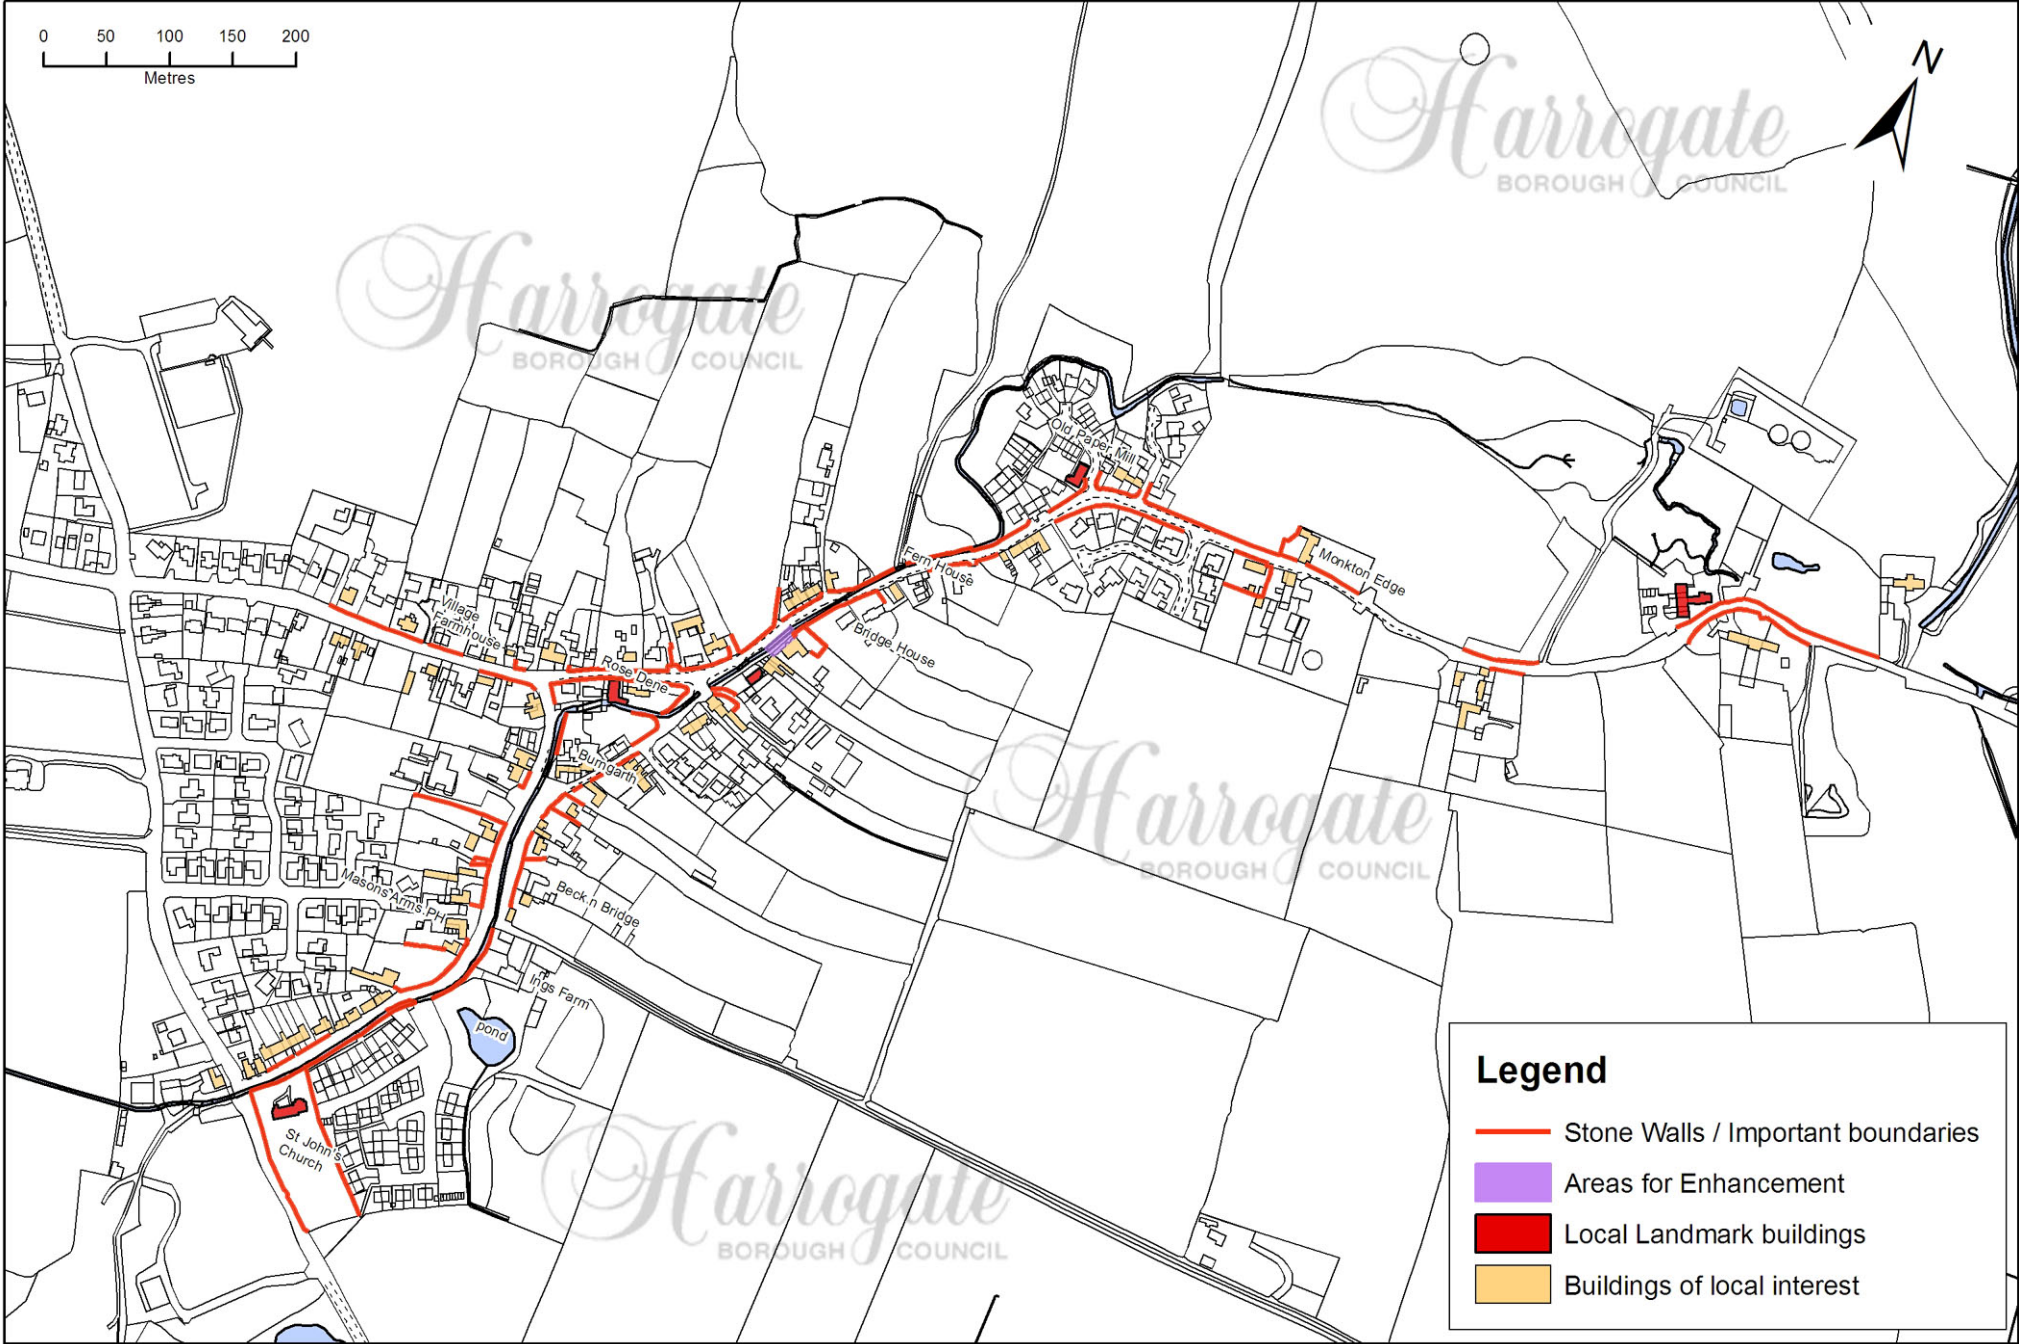 0 50 100 150 200
Metres
N
Harrogate
BOROUGH COUNCIL
Harrogate
BOROUGH COUNCIL
Old Paper Mill
Fern House
Monkton Edge
Village
Farmhouse
Bridge House
Rose Dene
Burngarth
Harrogate
BOROUGH COUNCIL
Masons Arms PH
Beck n Bridge
Ings Farm
pond
St John's
Church
Harrogate
BOROUGH COUNCIL
Legend
Stone Walls / Important boundaries
Areas for Enhancement
Local Landmark buildings
Buildings of local interest